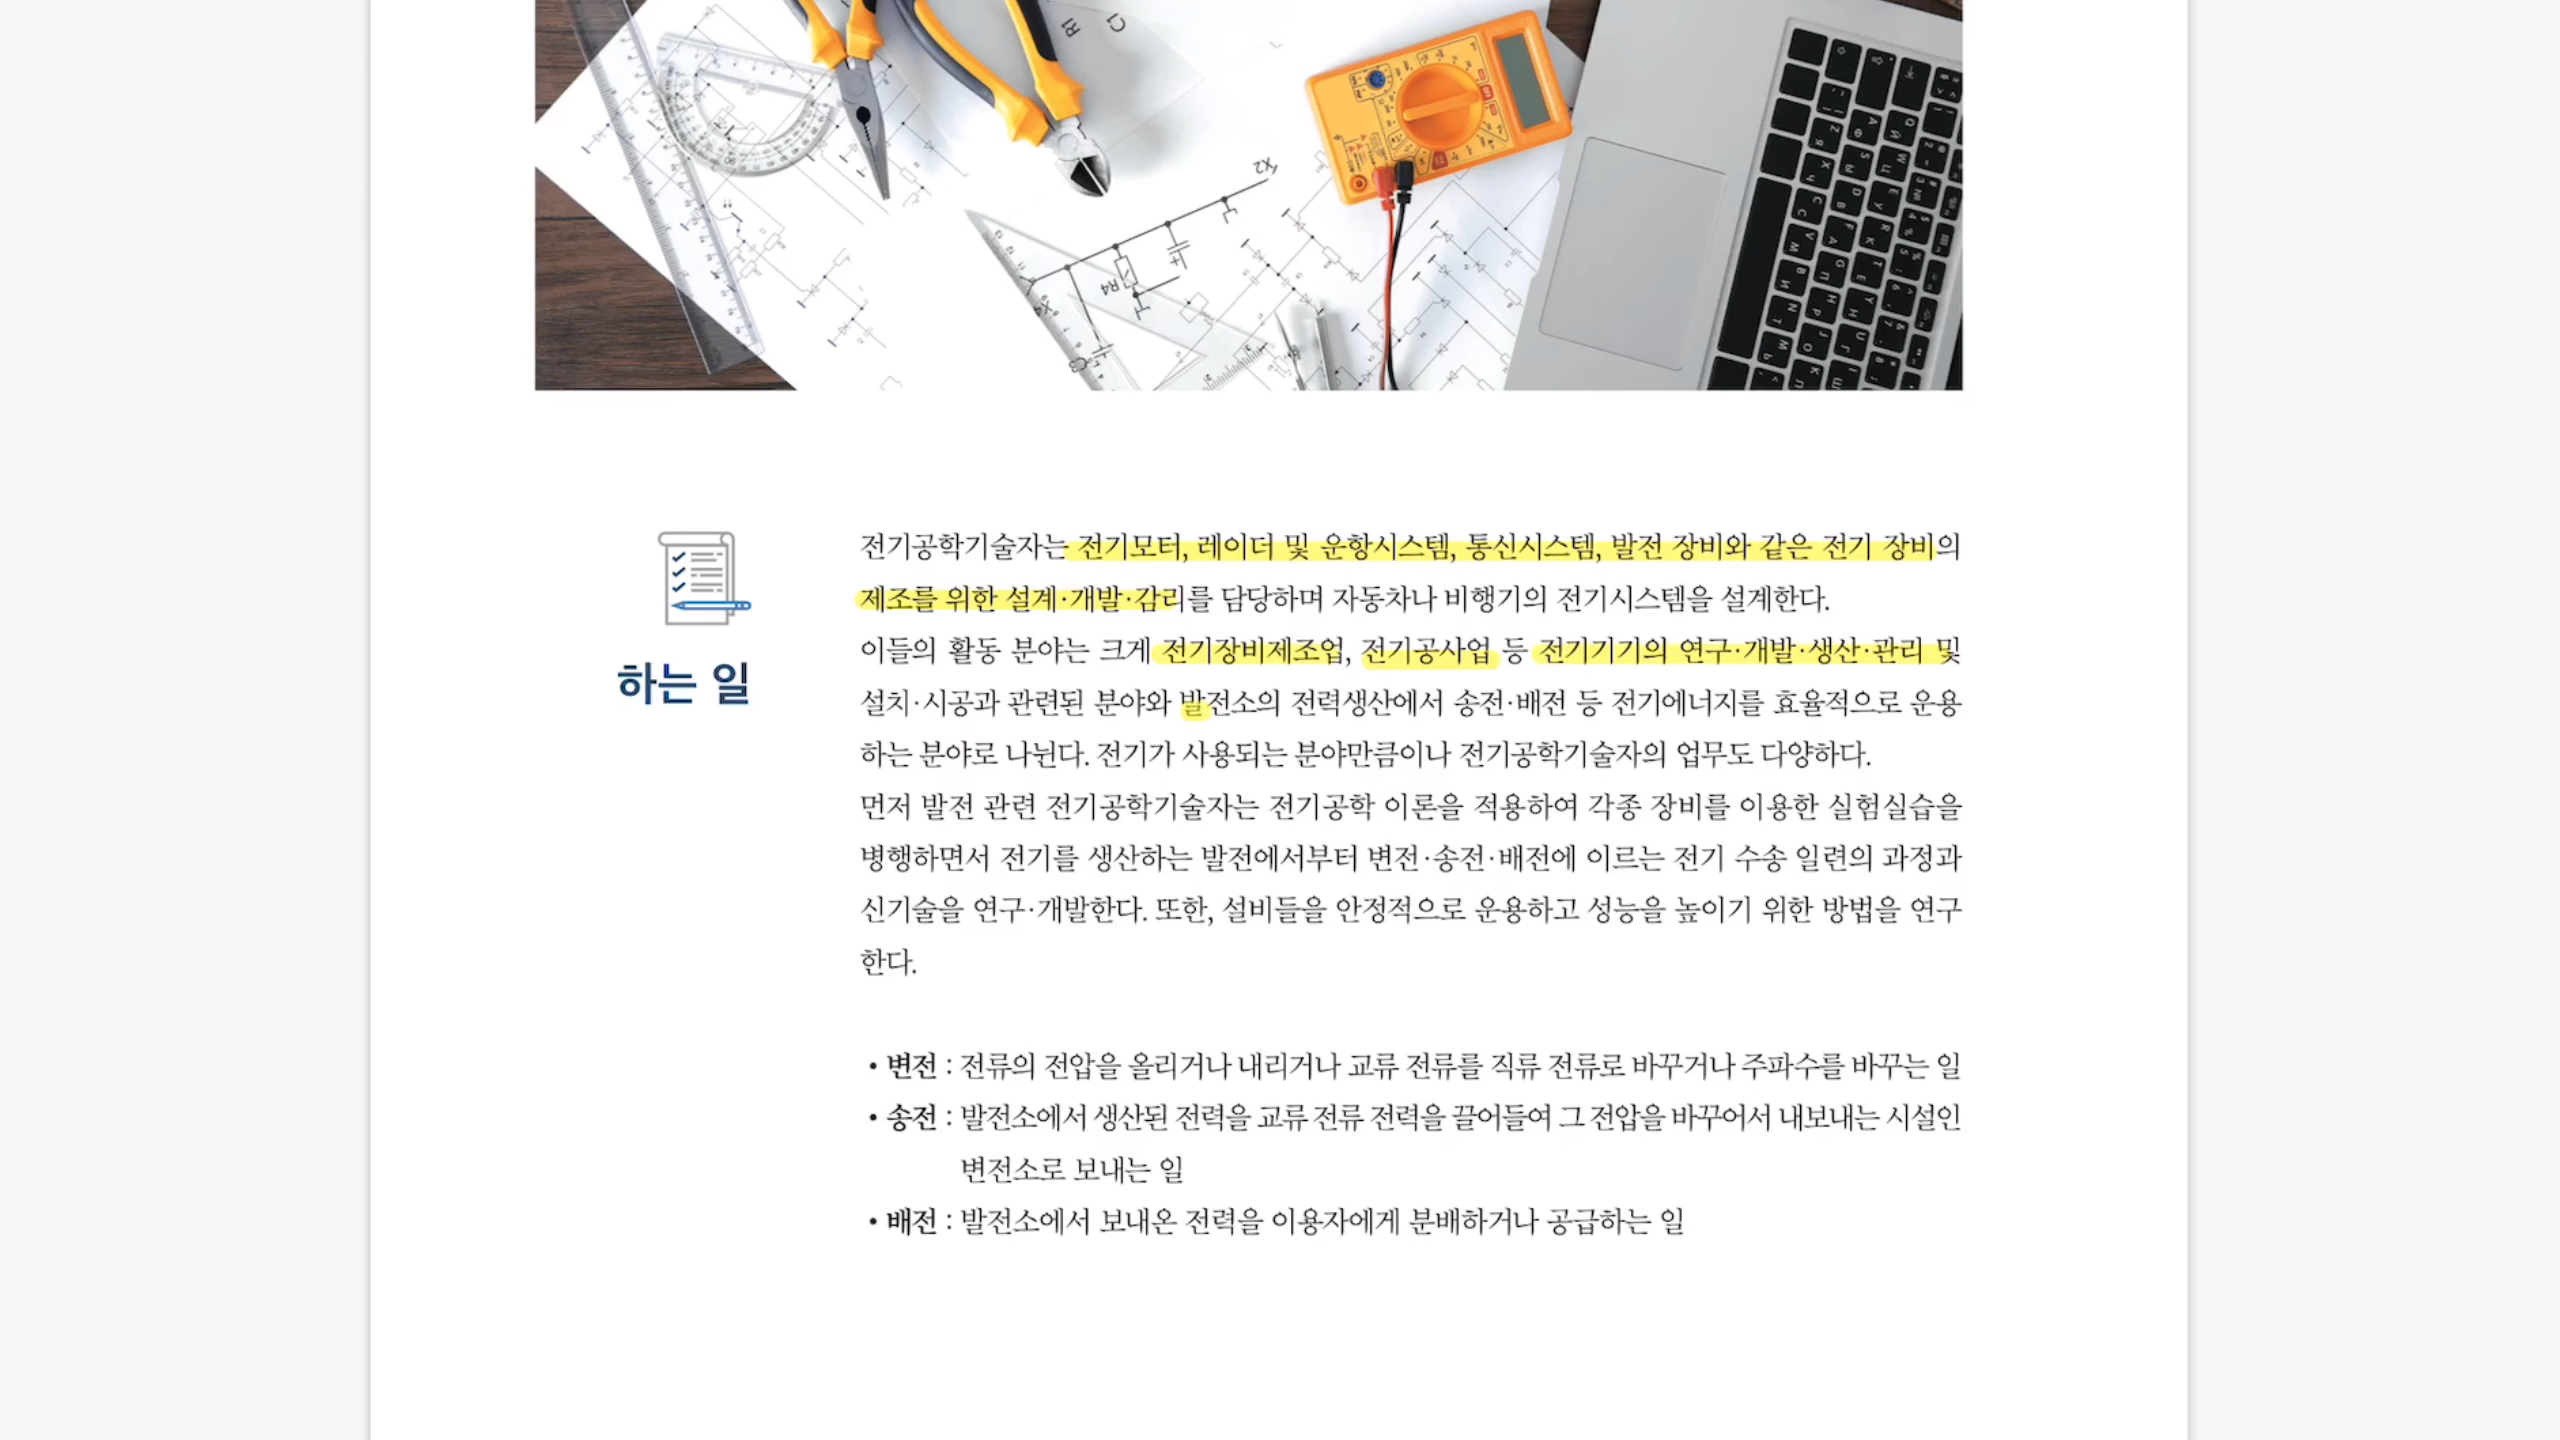 R1
C1
X2
R4
하는 일
전기공학기술자는 전기모터, 레이더 및 운항시스템, 통신시스템, 발전 장비와 같은 전기 장비의
제조를 위한 설계·개발·감리를 담당하며 자동차나 비행기의 전기시스템을 설계한다.
이들의 활동 분야는 크게 전기장비제조업, 전기공사업 등 전기기기의 연구·개발·생산·관리 및
설치·시공과 관련된 분야와 발전소의 전력생산에서 송전·배전 등 전기에너지를 효율적으로 운용
하는 분야로 나뉜다. 전기가 사용되는 분야만큼이나 전기공학기술자의 업무도 다양하다.
먼저 발전 관련 전기공학기술자는 전기공학 이론을 적용하여 각종 장비를 이용한 실험실습을
병행하면서 전기를 생산하는 발전에서부터 변전·송전·배전에 이르는 전기 수송 일련의 과정과
신기술을 연구·개발한다. 또한, 설비들을 안정적으로 운용하고 성능을 높이기 위한 방법을 연구
한다.
• 변전 : 전류의 전압을 올리거나 내리거나 교류 전류를 직류 전류로 바꾸거나 주파수를 바꾸는 일
• 송전 : 발전소에서 생산된 전력을 교류 전류 전력을 끌어들여 그 전압을 바꾸어서 내보내는 시설인
변전소로 보내는 일
• 배전 : 발전소에서 보내온 전력을 이용자에게 분배하거나 공급하는 일